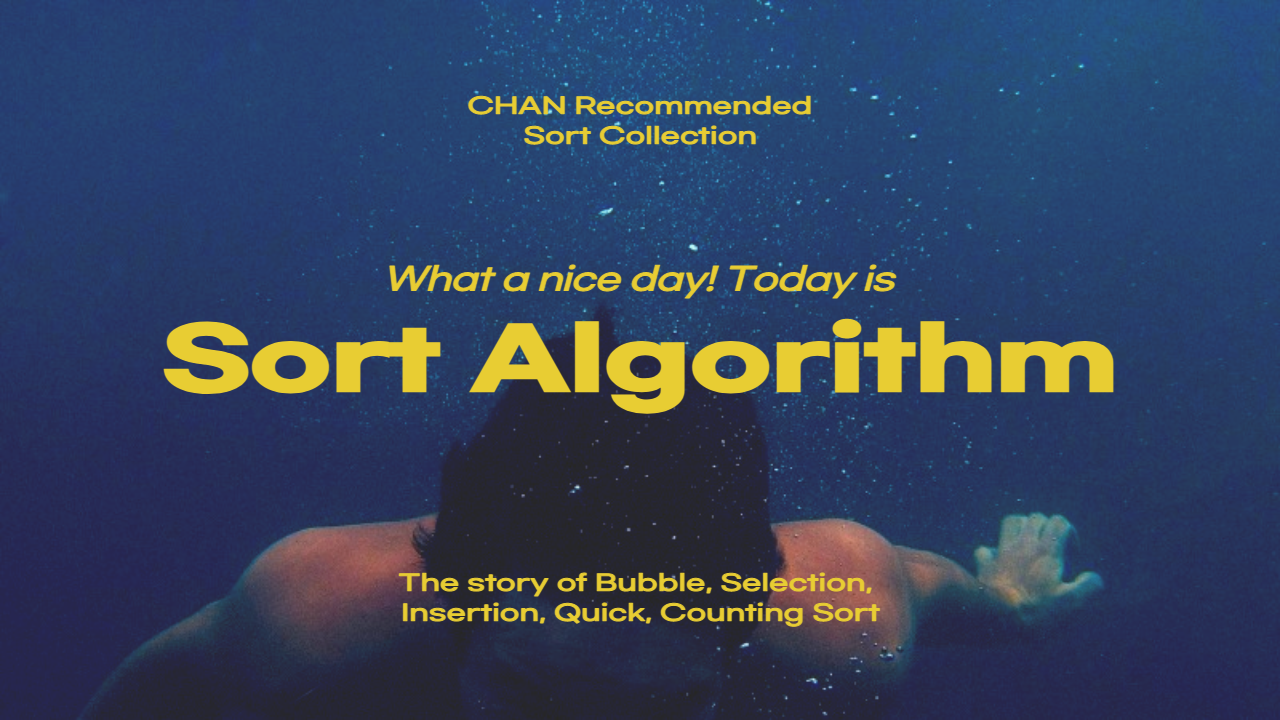 CHAN Recommended
Sort Collection
What a nice day! Today is
Sort Algorithm
The story of Bubble, Selection,
Insertion, Quick, Counting Sort